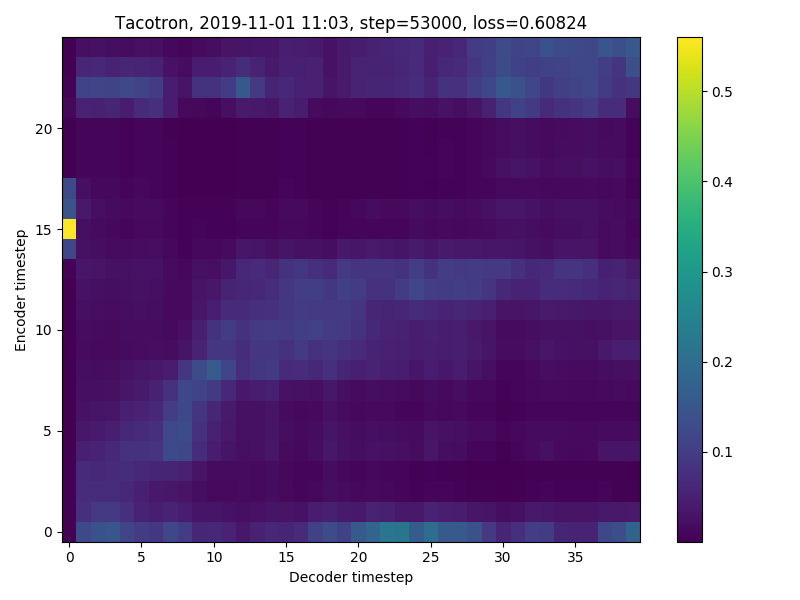 Tacotron, 2019-11-01 11:03, step=53000, loss=0.60824
Encoder timestep
20
15
10
5
0
0 5 10 15 20 25 30 35
Decoder timestep
0.5
0.4
0.3
0.2
0.1